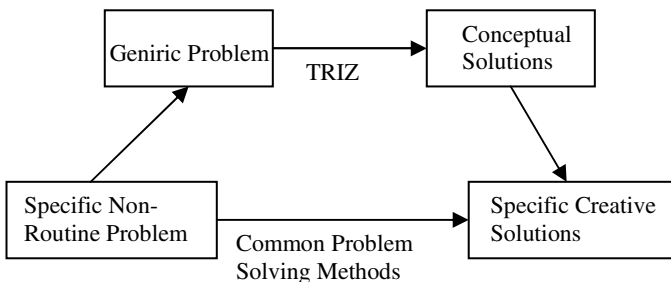 Geniric Problem
TRIZ
Conceptual
Solutions
Specific Non-
Routine Problem
Common Problem
Solving Methods
Specific Creative
Solutions